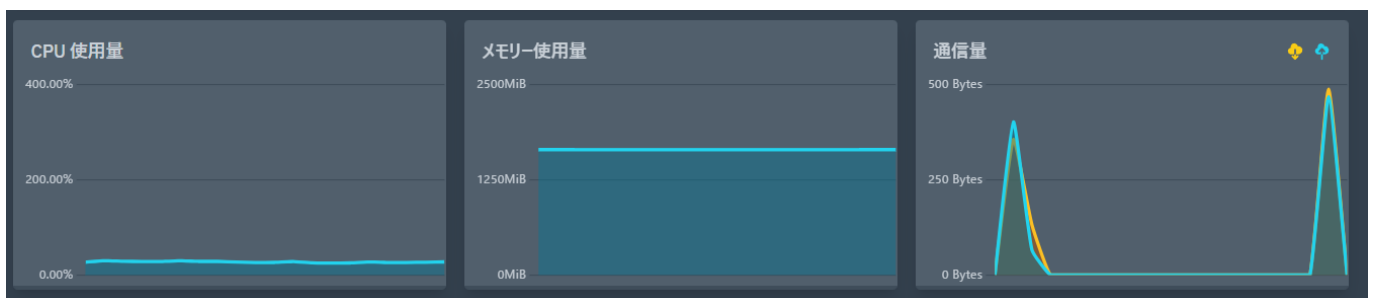 CPU 使用量
400.00%
200.00%
0.00%
メモリー使用量
2500MiB
1250MiB
0MiB
通信量
500 Bytes
250 Bytes
0 Bytes